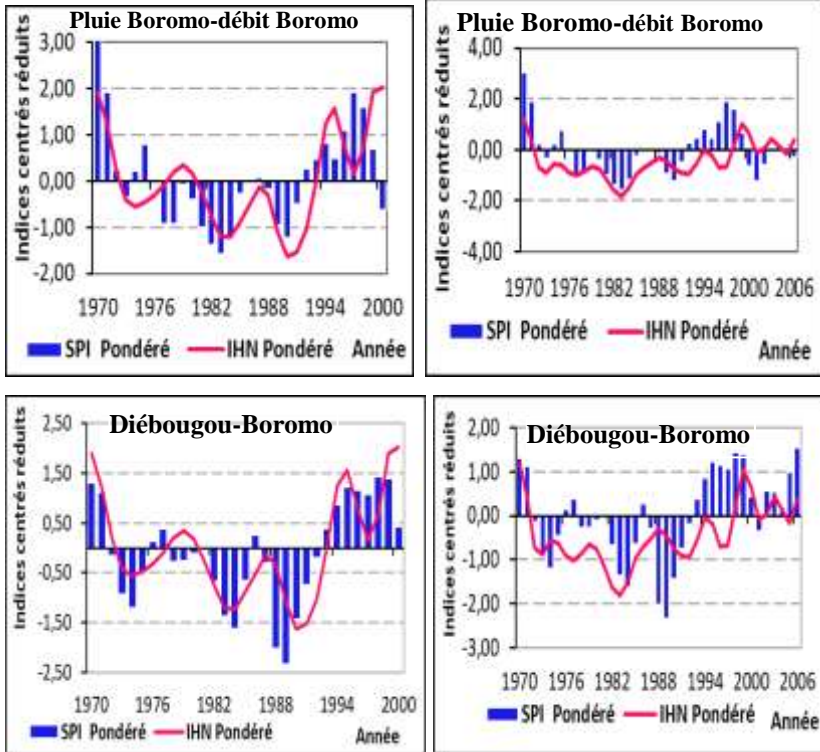 Pluie Boromo-débit Boromo
Indices centrés réduits
3,00
2,00
1,00
0,00
-1,00
-2,00
1970 1976 1982 1988 1994 2000
SPI Pondéré IHN Pondéré Année
Pluie Boromo-débit Boromo
Indices centrés réduits
4,00
2,00
0,00
-2,00
-4,00
1970 1976 1982 1988 1994 2000 2006
SPI Pondéré IHN Pondéré
Année
Diébougou-Boromo
Indices centrés réduits
2,50
1,50
0,50
-0,50
-1,50
-2,50
1970 1976 1982 1988 1994 2000
SPI Pondéré IHN Pondéré Année
Diébougou-Boromo
Indices centrés réduits
2,00
1,00
0,00
-1,00
-2,00
-3,00
1970 1976 1982 1988 1994 2000 2006
SPI Pondéré IHN Pondéré Année